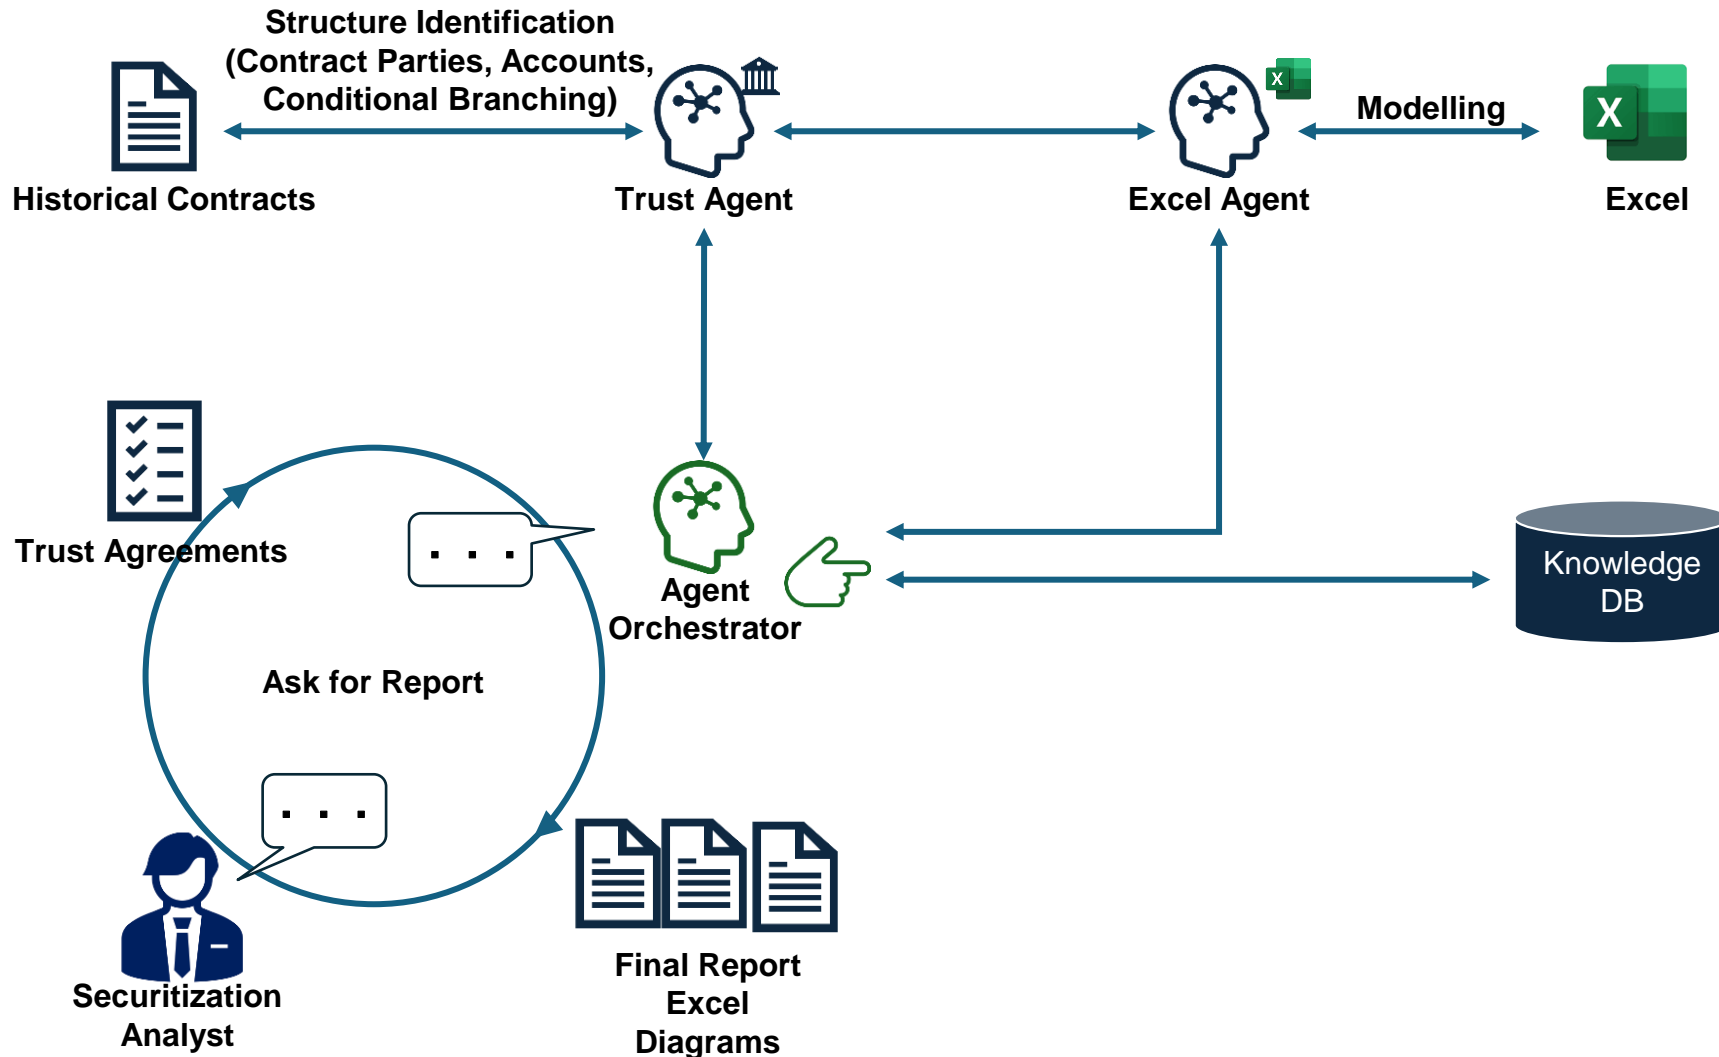 Structure Identification
(Contract Parties, Accounts,
Conditional Branching)
Modelling
X
X
Historical Contracts
Trust Agent
Excel Agent
Excel
Trust Agreements
. . .
Agent
Orchestrator
Knowledge
DB
Ask for Report
. . .
Securitization
Analyst
Final Report
Excel
Diagrams